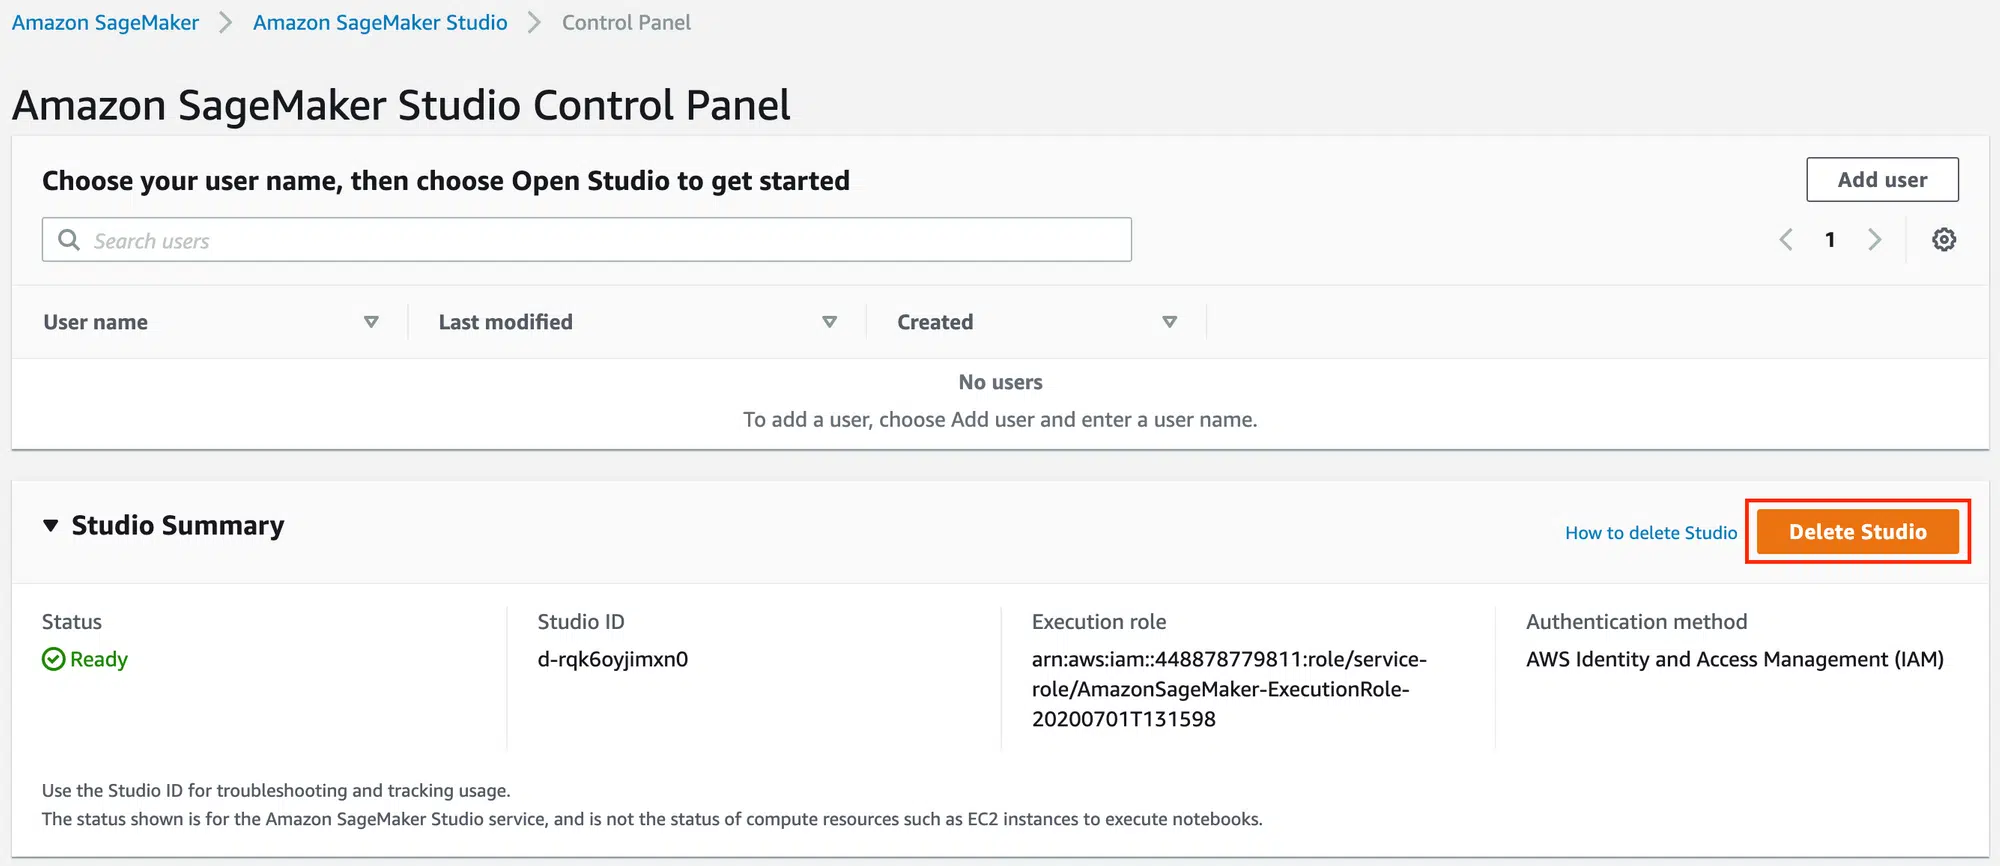 Amazon SageMaker > Amazon SageMaker Studio > Control Panel
Amazon SageMaker Studio Control Panel
Choose your user name, then choose Open Studio to get started
Add user
Search users
1
User name Last modified Created
No users
To add a user, choose Add user and enter a user name.
Studio Summary
How to delete Studio
Delete Studio
Status
Ready
Studio ID
d-rqk6oyjimxn0
Execution role
arn:aws:iam::448878779811:role/service-
role/AmazonSageMaker-ExecutionRole-
20200701T131598
Authentication method
AWS Identity and Access Management (IAM)
Use the Studio ID for troubleshooting and tracking usage.
The status shown is for the Amazon SageMaker Studio service, and is not the status of compute resources such as EC2 instances to execute notebooks.